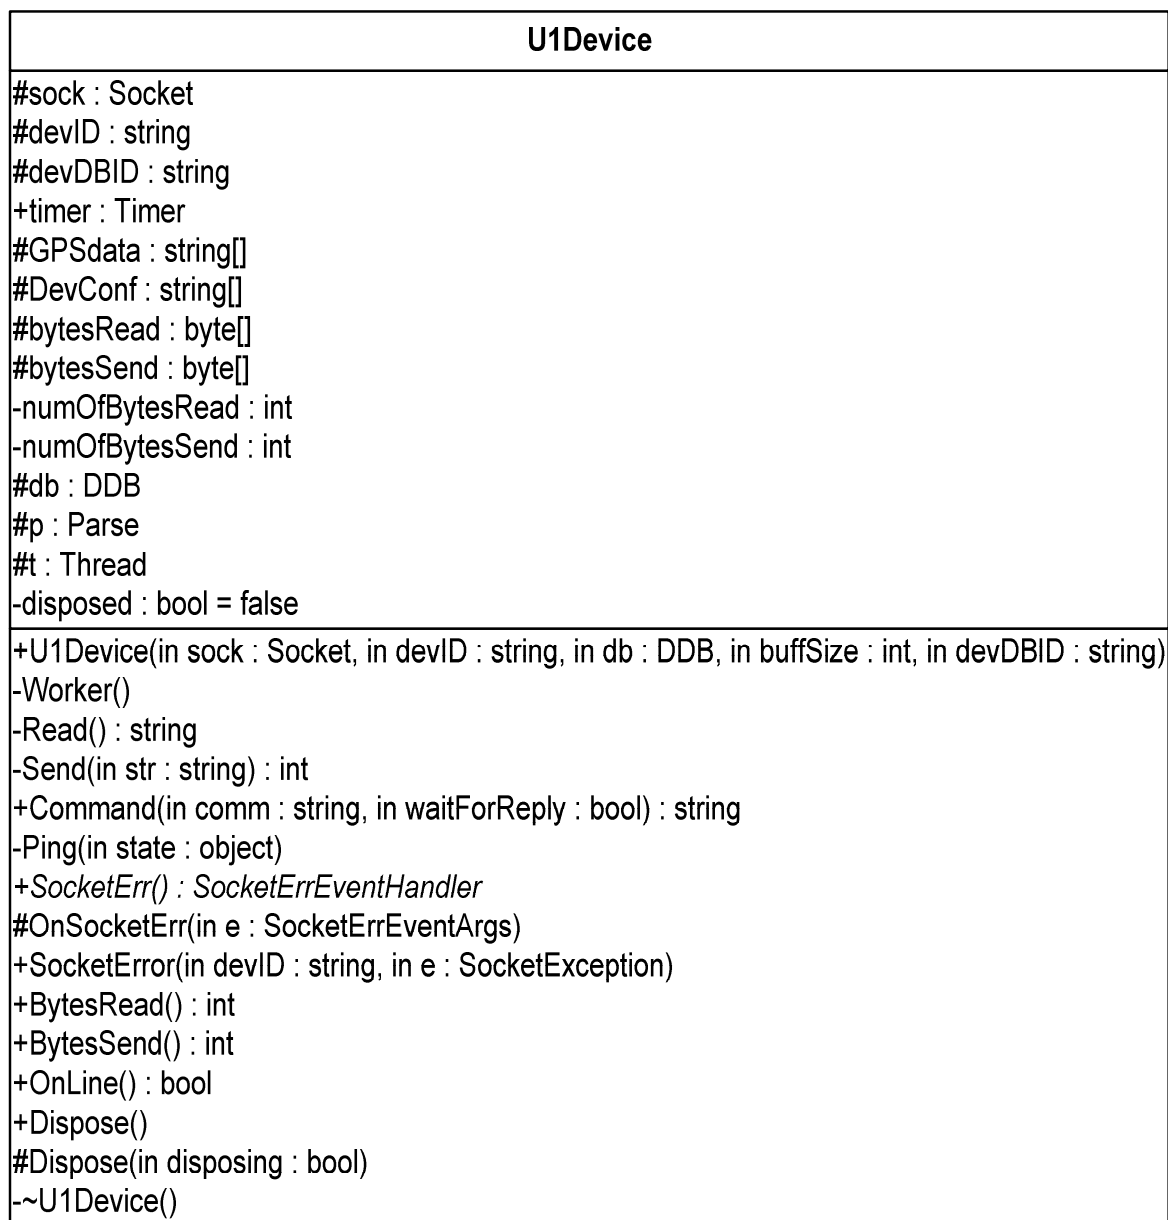 U1Device
#sock : Socket
#devID : string
#devDBID : string
+timer : Timer
#GPSdata : string[]
#DevConf : string[]
#bytesRead : byte[]
#bytesSend : byte[]
-numOfBytesRead : int
-numOfBytesSend : int
#db : DDB
#p : Parse
#t : Thread
-disposed : bool = false
+U1Device(in sock : Socket, in devID : string, in db : DDB, in buffSize : int, in devDBID : string)
-Worker()
-Read() : string
-Send(in str : string) : int
+Command(in comm : string, in waitForReply : bool) : string
-Ping(in state : object)
+SocketErr() : SocketErrEventHandler
#OnSocketErr(in e : SocketErrEventArgs)
+SocketError(in devID : string, in e : SocketException)
+BytesRead() : int
+BytesSend() : int
+OnLine() : bool
+Dispose()
#Dispose(in disposing : bool)
-~U1Device()